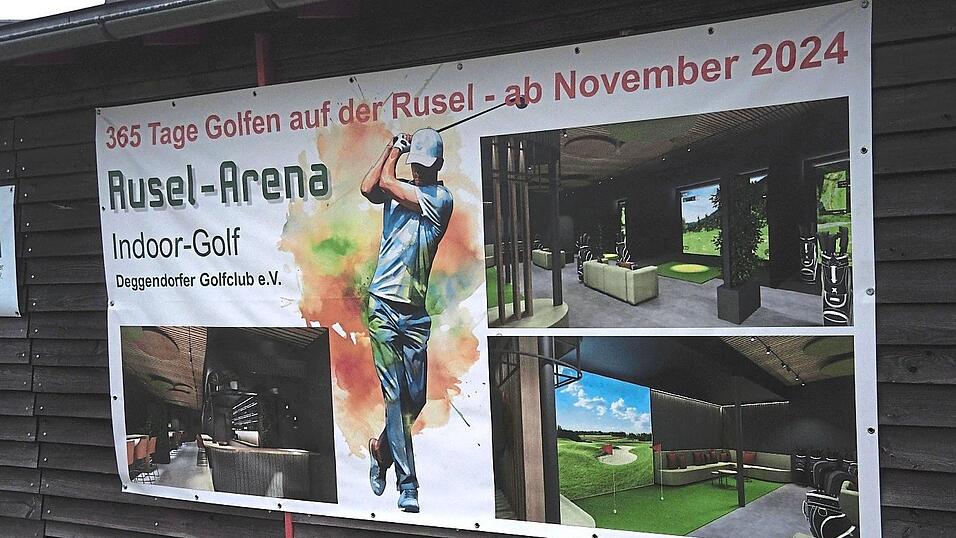 365 Tage Golfen auf der Rusel - ab November 2024
Rusel-Arena
Indoor-Golf
Deggendorfer Golfclub e.V.